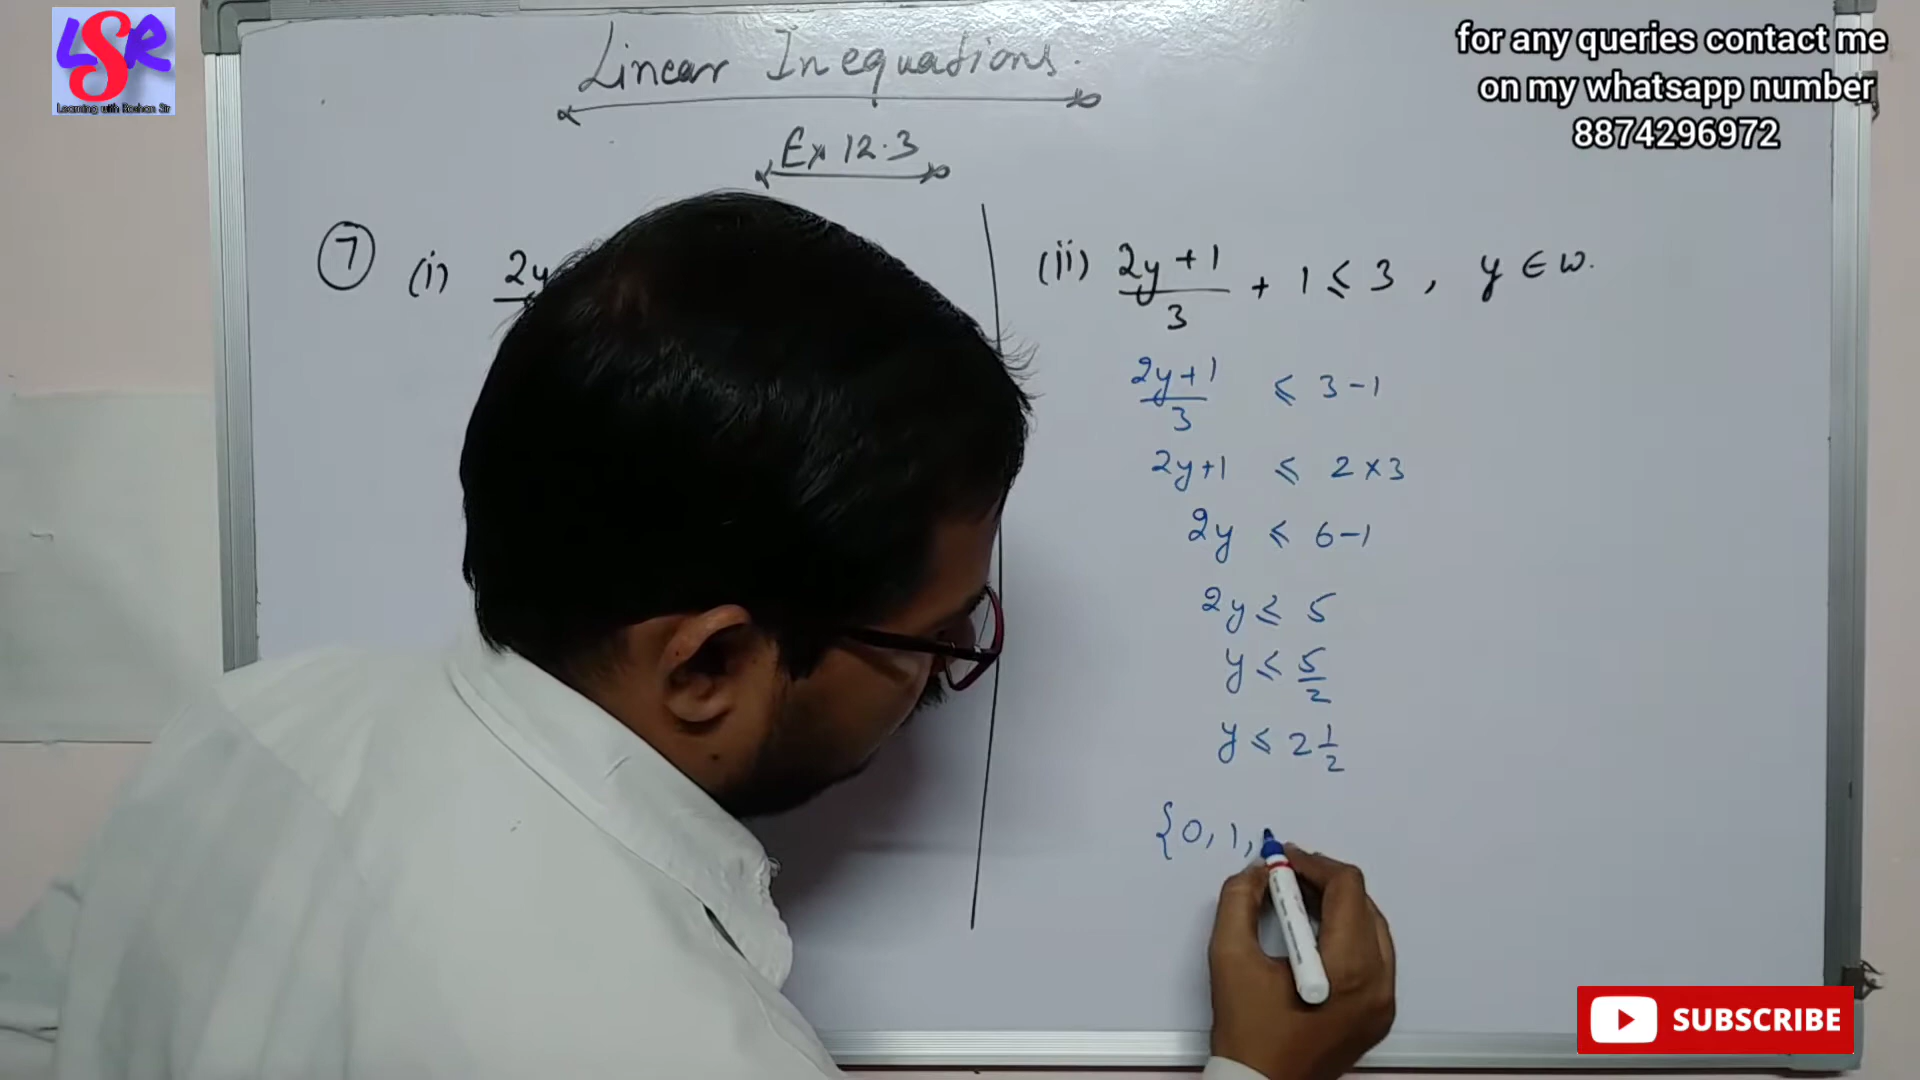 LSR
Learning with Roshan Sir
for any queries contact me
on my whatsapp number
8874296972
Linear Inequations.
Ex 12.3
7 (i) 2y
(ii) (2y+1)/3 + 1 ⩽ 3, y ∈ w.
(2y+1)/3 ⩽ 3-1
2y+1 ⩽ 2×3
2y ⩽ 6-1
2y ⩽ 5
y ⩽ 5/2
y ⩽ 2 1/2
{0, 1,
SUBSCRIBE